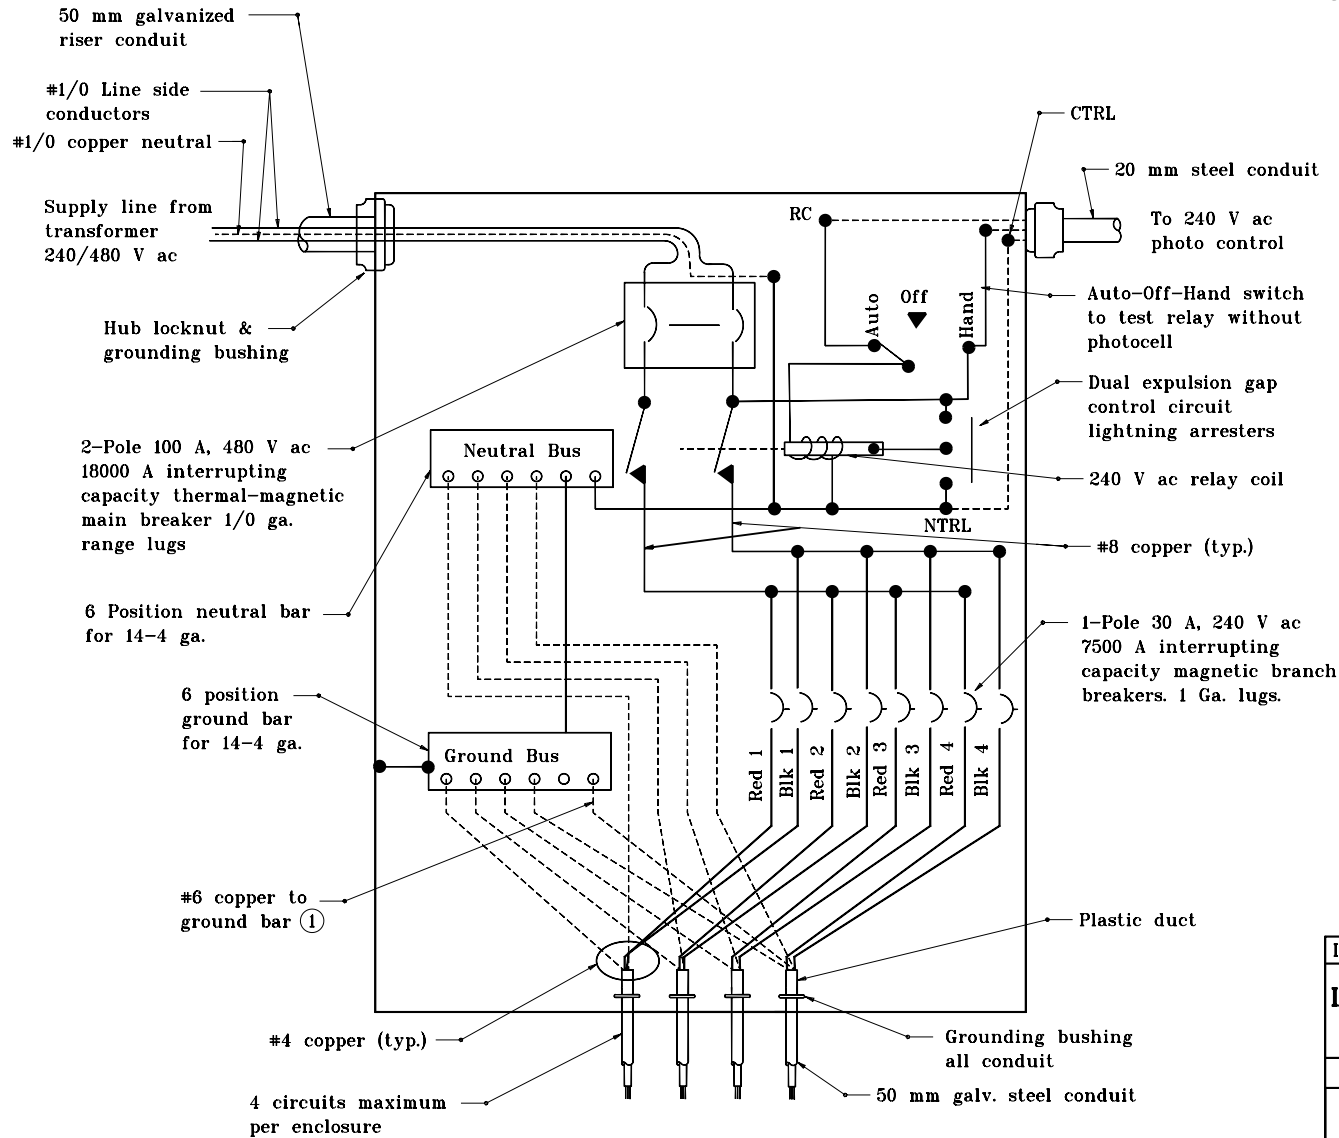 50 mm galvanized
riser conduit
#1/0 Line side
conductors
#1/0 copper neutral
Supply line from
transformer
240/480 V ac
Hub locknut &
grounding bushing
2-Pole 100 A, 480 V ac
18000 A interrupting
capacity thermal-magnetic
main breaker 1/0 ga.
range lugs
6 Position neutral bar
for 14-4 ga.
6 position
ground bar
for 14-4 ga.
#6 copper to
ground bar 1
#4 copper (typ.)
4 circuits maximum
per enclosure
Neutral Bus
Ground Bus
RC
Auto
Off
Hand
NTRL
Red 1
Blk 1
Red 2
Blk 2
Red 3
Blk 3
Red 4
Blk 4
CTRL
20 mm steel conduit
To 240 V ac
photo control
Auto-Off-Hand switch
to test relay without
photocell
Dual expulsion gap
control circuit
lightning arresters
240 V ac relay coil
#8 copper (typ.)
1-Pole 30 A, 240 V ac
7500 A interrupting
capacity magnetic branch
breakers. 1 Ga. lugs.
Plastic duct
Grounding bushing
all conduit
50 mm galv. steel conduit